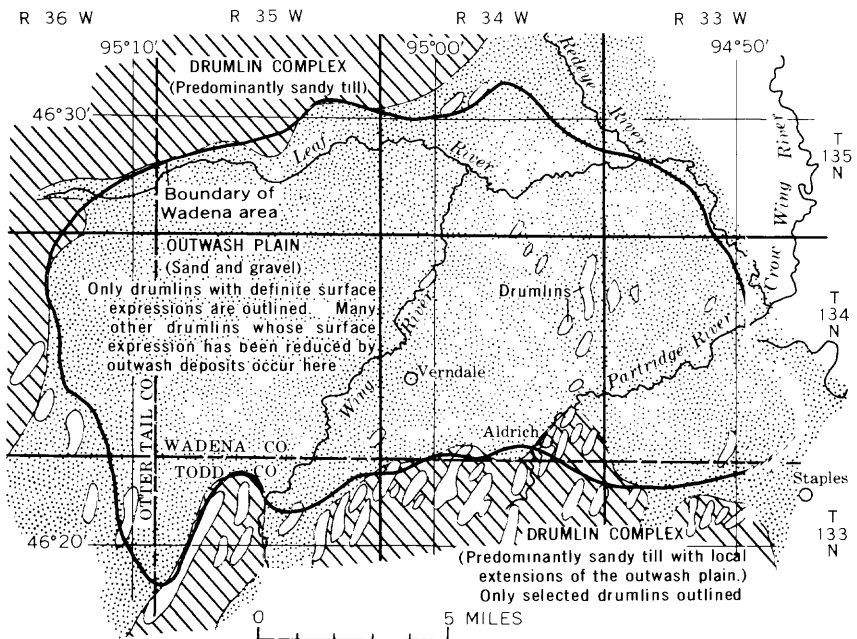 R 36 W
R 35 W
R 34 W
R 33 W
95°10'
95°00'
94°50'
DRUMLIN COMPLEX
(Predominantly sandy till)
Redeye
River
46°30'
Leaf
River
Crow Wing River
T
135
N
Boundary of
Wadena area
OUTWASH PLAIN
(Sand and gravel)
Only drumlins with definite surface
expressions are outlined. Many
other drumlins whose surface
expression has been reduced by
outwash deposits occur here
Drumlins
Crow
T
134
N
Wing River
Partridge River
Verndale
OTTER TAIL CO
WADENA CO
TODD CO
Aldrich
Staples
46°20'
DRUMLIN COMPLEX
(Predominantly sandy till with local
extensions of the outwash plain.)
Only selected drumlins outlined
T
133
N
0 5 MILES